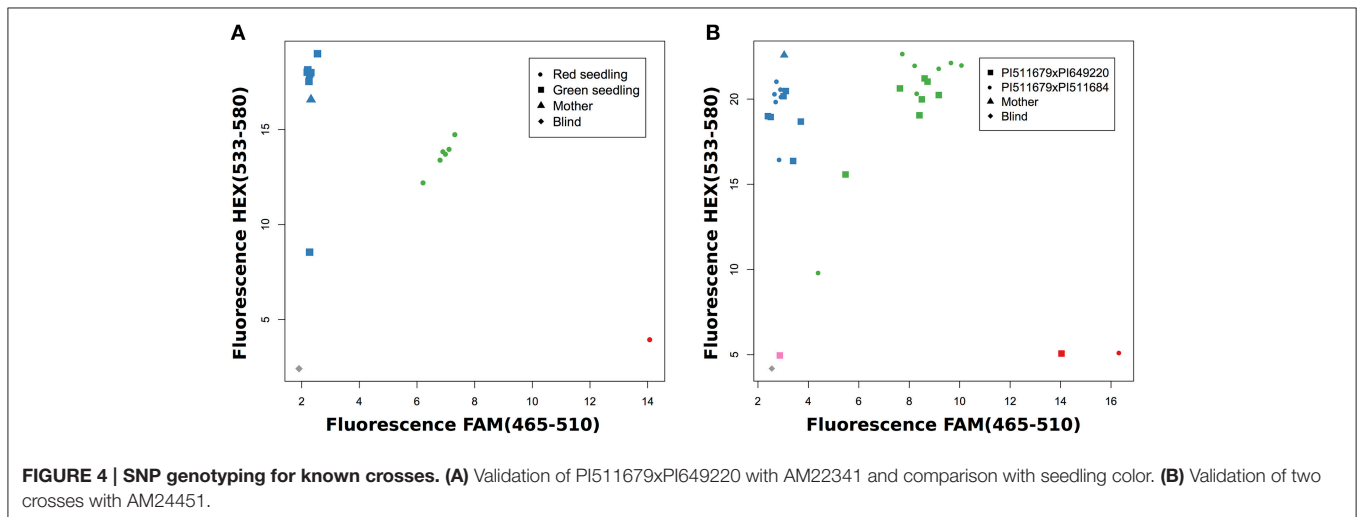 A
Fluorescence HEX(533-580)
15
10
5
Red seedling
Green seedling
Mother
Blind
2 4 6 8 10 12 14
Fluorescence FAM(465-510)
B
Fluorescence HEX(533-580)
20
15
10
5
PI511679xPI649220
PI511679xPI511684
Mother
Blind
2 4 6 8 10 12 14 16
Fluorescence FAM(465-510)
FIGURE 4 | SNP genotyping for known crosses. (A) Validation of PI511679xPI649220 with AM22341 and comparison with seedling color. (B) Validation of two
crosses with AM24451.